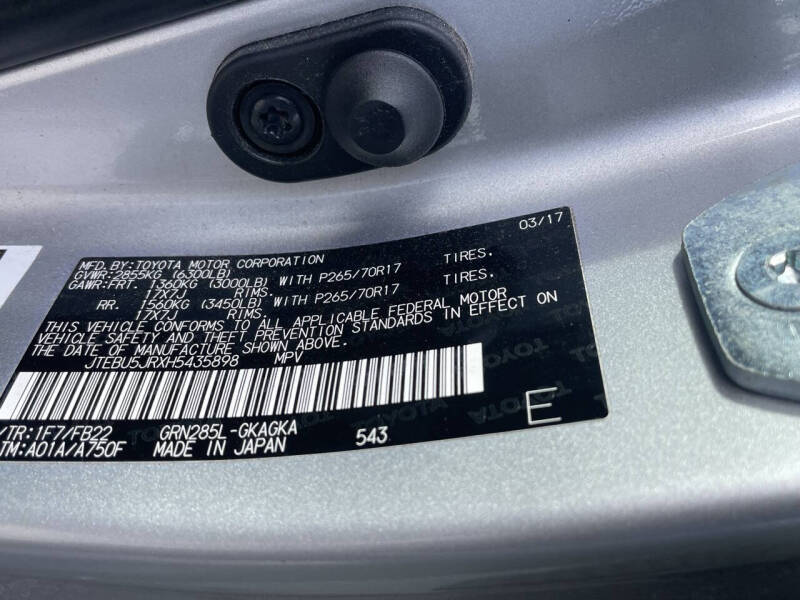 03/17
MFD.BY:TOYOTA MOTOR CORPORATION
GVWR:2855KG (6300LB)
GAWR:FRT. 1360KG (3000LB) WITH P265/70R17 TIRES.
17X7J RIMS
RR. 1560KG (3450LB) WITH P265/70R17 TIRES.
17X7J RIMS.
THIS VEHICLE CONFORMS TO ALL APPLICABLE FEDERAL MOTOR
VEHICLE SAFETY AND THEFT PREVENTION STANDARDS IN EFFECT ON
THE DATE OF MANUFACTURE SHOWN ABOVE.
JTEBU5JRXH5435898 MPV
/TR:1F7/FB22 GRN285L-GKAGKA
TM:A01A/A750F MADE IN JAPAN 543 E
TOYOTA TOYOTA